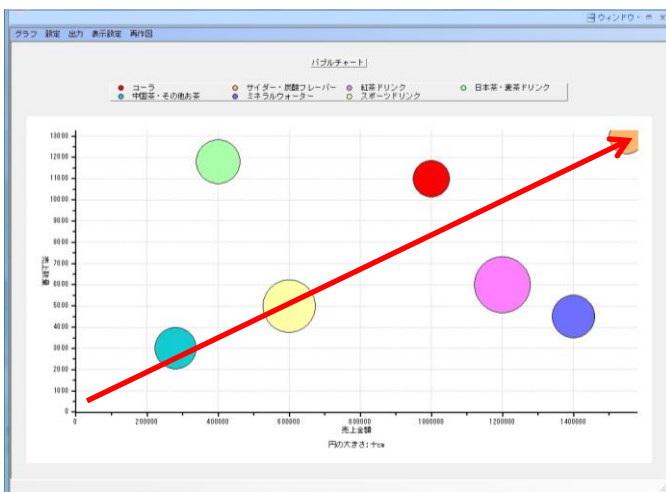 ウィンドウ
グラフ 設定 出力 表示設定 再作図
バブルチャート
コーラ サイダー・炭酸フレーバー 紅茶ドリンク 日本茶・麦茶ドリンク
中国茶・その他お茶 ミネラルウォーター スポーツドリンク
13000
12000
11000
10000
9000
8000
7000
6000
5000
4000
3000
2000
1000
0
売上数量
0 200000 400000 600000 800000 1000000 1200000 1400000
売上金額